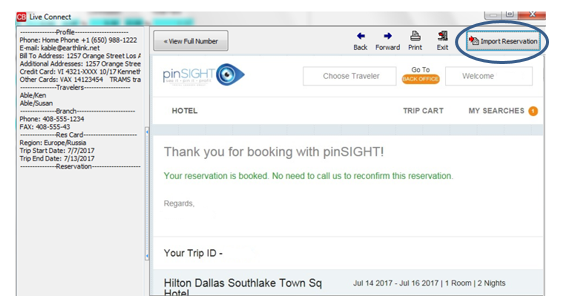 CB Live Connect
--------------Profile--------------
Phone: Home Phone +1 (650) 988-1222
E-mail: kable@earthlink.net
Bill To Address: 1257 Orange Street Los A
Additional Addresses: 1257 Orange Stree
Credit Card: VI 4321-XXXX 10/17 Kenneth
Other Cards: VAX 14123454 TRAMS tra
--------------Travelers--------------
Able/Ken
Able/Susan
--------------Branch--------------
Phone: 408-555-1234
FAX: 408-555-43
--------------Res Card--------------
Region: Europe/Russia
Trip Start Date: 7/7/2017
Trip End Date: 7/13/2017
--------------Reservation--------------
« View Full Number
Back Forward Print Exit
Import Reservation
pinSIGHT
Choose Traveler
Go To
BACK OFFICE
Welcome
HOTEL
TRIP CART
MY SEARCHES
Thank you for booking with pinSIGHT!
Your reservation is booked. No need to call us to reconfirm this reservation.
Regards,
Your Trip ID -
Hilton Dallas Southlake Town Sq
Hotel
Jul 14 2017 - Jul 16 2017 | 1 Room | 2 Nights